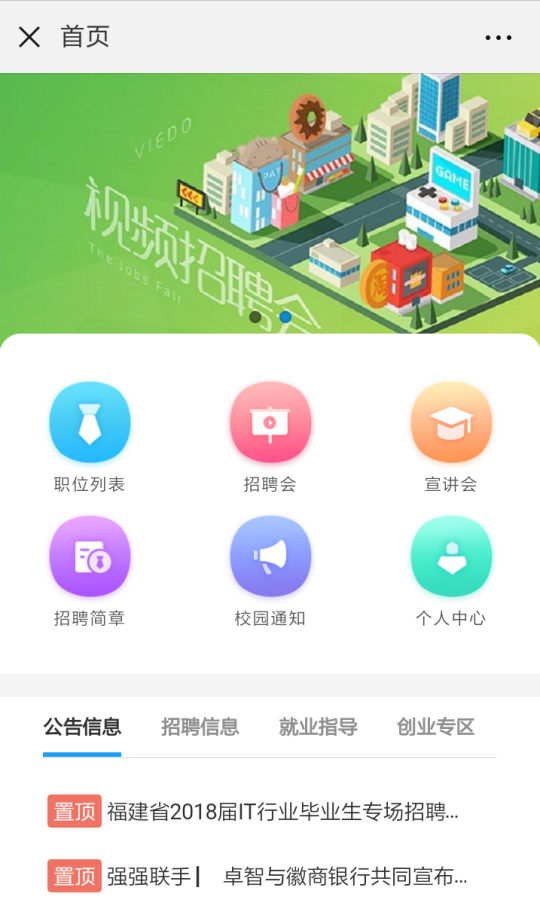 首页
VIEDO
视频招聘会
The Jobs Fair
PAT
GAME
职位列表
招聘会
宣讲会
招聘简章
校园通知
个人中心
公告信息
招聘信息
就业指导
创业专区
置顶 福建省2018届IT行业毕业生专场招聘...
置顶 强强联手▏ 卓智与徽商银行共同宣布...